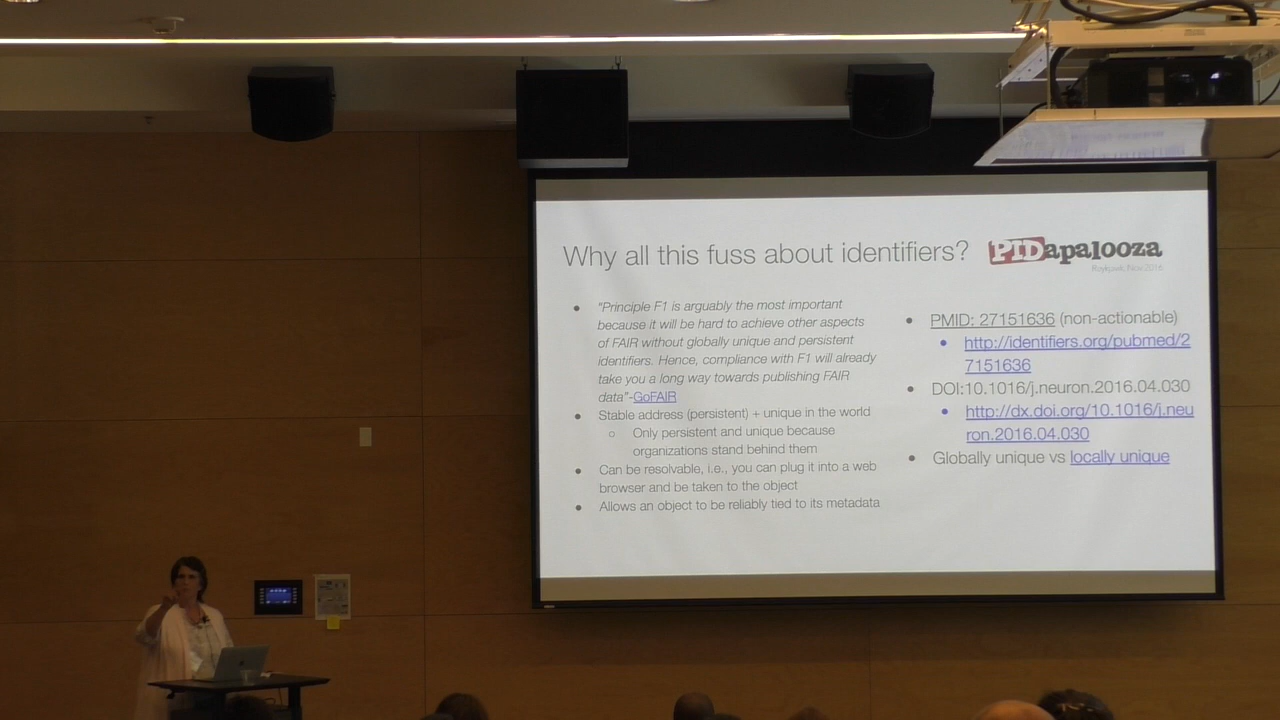 Why all this fuss about identifiers?
PIDapalooza
Reykjavik, Nov 2016
• "Principle F1 is arguably the most important
because it will be hard to achieve other aspects
of FAIR without globally unique and persistent
identifiers. Hence, compliance with F1 will already
take you a long way towards publishing FAIR
data"-GoFAIR
• Stable address (persistent) + unique in the world
○ Only persistent and unique because
organizations stand behind them
• Can be resolvable, i.e., you can plug it into a web
browser and be taken to the object
• Allows an object to be reliably tied to its metadata
• PMID: 27151636 (non-actionable)
• http://identifiers.org/pubmed/2
7151636
• DOI:10.1016/j.neuron.2016.04.030
• http://dx.doi.org/10.1016/j.neu
ron.2016.04.030
• Globally unique vs locally unique